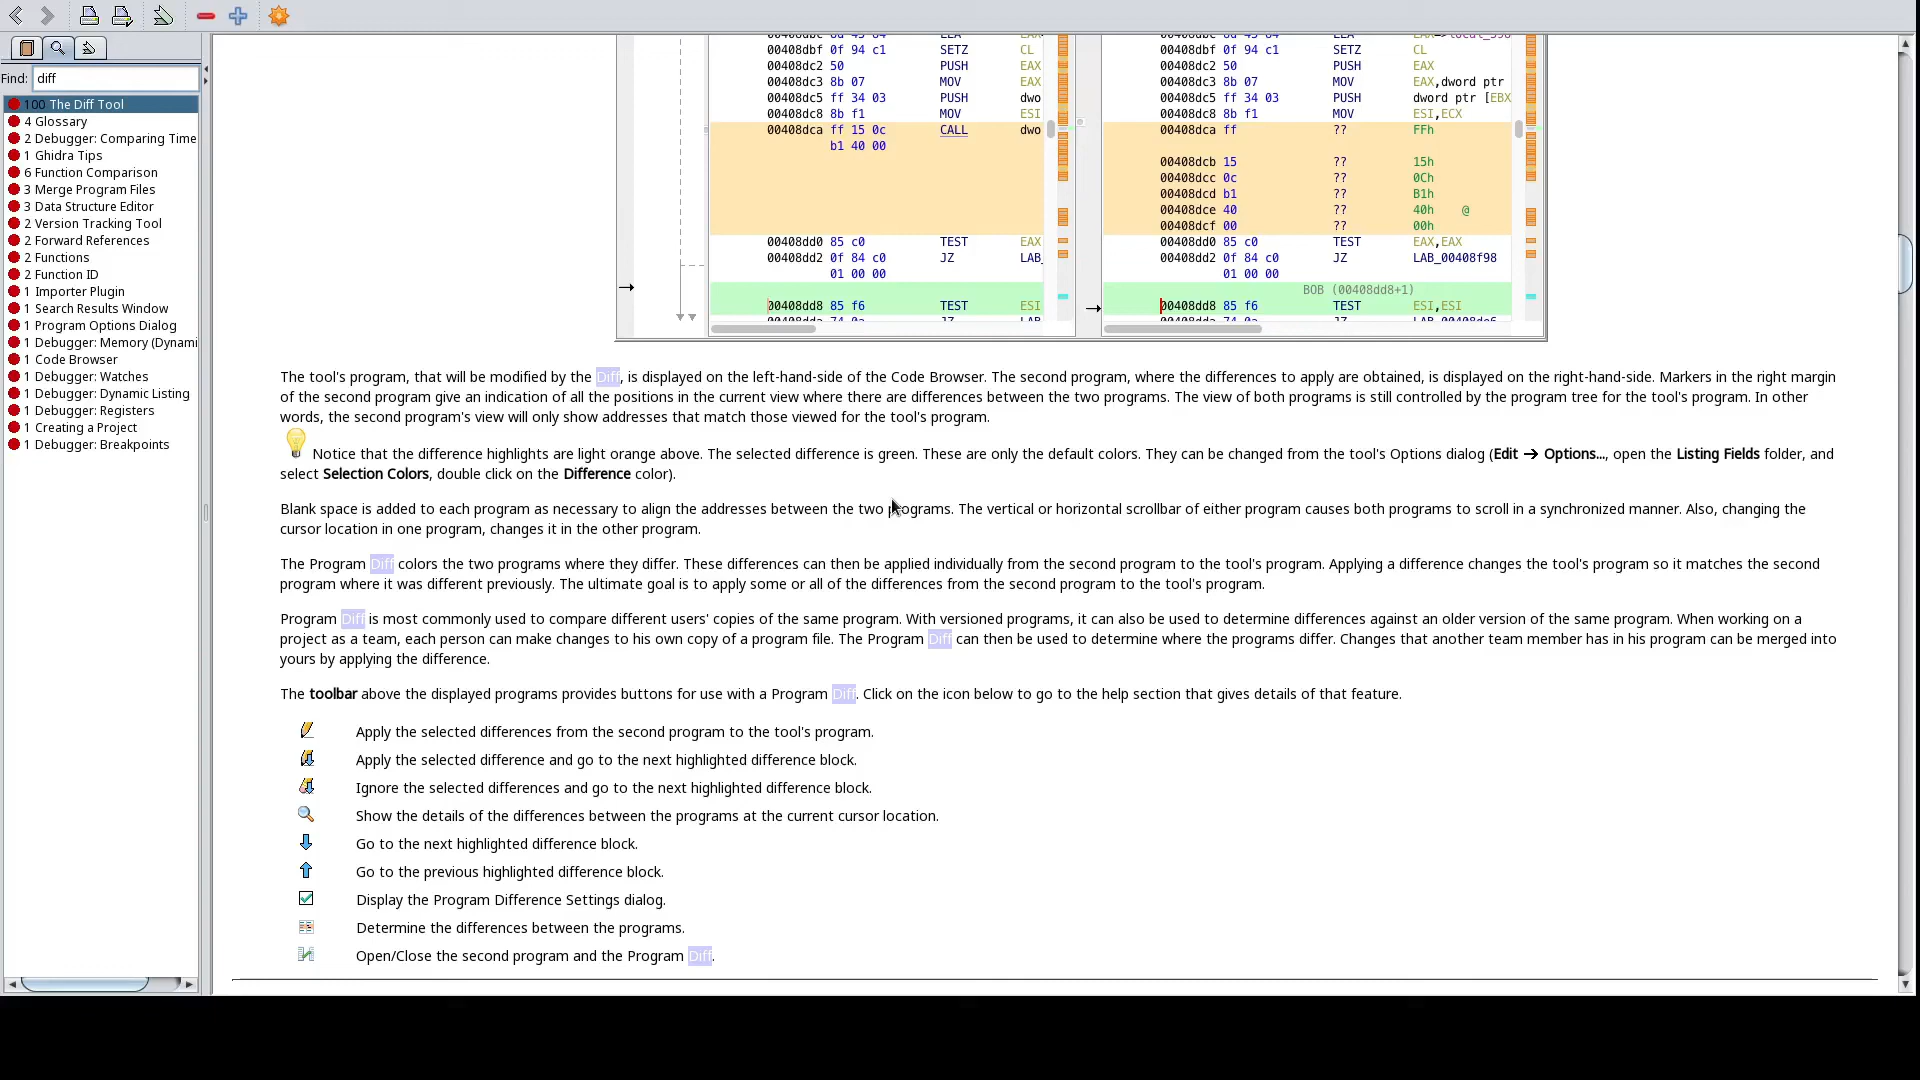 Find: diff
100 The Diff Tool
4 Glossary
2 Debugger: Comparing Time
1 Ghidra Tips
6 Function Comparison
3 Merge Program Files
3 Data Structure Editor
2 Version Tracking Tool
2 Forward References
2 Functions
2 Function ID
1 Importer Plugin
1 Search Results Window
1 Program Options Dialog
1 Debugger: Memory (Dynami
1 Code Browser
1 Debugger: Watches
1 Debugger: Dynamic Listing
1 Debugger: Registers
1 Creating a Project
1 Debugger: Breakpoints
00408dbf 0f 94 c1 SETZ CL
00408dc2 50 PUSH EAX
00408dc3 8b 07 MOV EAX
00408dc5 ff 34 03 PUSH dwo
00408dc8 8b f1 MOV ESI
00408dca ff 15 0c CALL dwo
b1 40 00
00408dd0 85 c0 TEST EAX
00408dd2 0f 84 c0 JZ LAB_
01 00 00
00408dd8 85 f6 TEST ESI
00408dbf 0f 94 c1 SETZ CL
00408dc2 50 PUSH EAX
00408dc3 8b 07 MOV EAX,dword ptr
00408dc5 ff 34 03 PUSH dword ptr [EBX
00408dc8 8b f1 MOV ESI,ECX
00408dca ff ?? FFh
00408dcb 15 ?? 15h
00408dcc 0c ?? 0Ch
00408dcd b1 ?? B1h
00408dce 40 ?? 40h @
00408dcf 00 ?? 00h
00408dd0 85 c0 TEST EAX,EAX
00408dd2 0f 84 c0 JZ LAB_00408f98
01 00 00
BOB (00408dd8+1)
00408dd8 85 f6 TEST ESI,ESI
The tool's program, that will be modified by the Diff, is displayed on the left-hand-side of the Code Browser. The second program, where the differences to apply are obtained, is displayed on the right-hand-side. Markers in the right margin
of the second program give an indication of all the positions in the current view where there are differences between the two programs. The view of both programs is still controlled by the program tree for the tool's program. In other
words, the second program's view will only show addresses that match those viewed for the tool's program.
Notice that the difference highlights are light orange above. The selected difference is green. These are only the default colors. They can be changed from the tool's Options dialog (Edit → Options..., open the Listing Fields folder, and
select Selection Colors, double click on the Difference color).
Blank space is added to each program as necessary to align the addresses between the two programs. The vertical or horizontal scrollbar of either program causes both programs to scroll in a synchronized manner. Also, changing the
cursor location in one program, changes it in the other program.
The Program Diff colors the two programs where they differ. These differences can then be applied individually from the second program to the tool's program. Applying a difference changes the tool's program so it matches the second
program where it was different previously. The ultimate goal is to apply some or all of the differences from the second program to the tool's program.
Program Diff is most commonly used to compare different users' copies of the same program. With versioned programs, it can also be used to determine differences against an older version of the same program. When working on a
project as a team, each person can make changes to his own copy of a program file. The Program Diff can then be used to determine where the programs differ. Changes that another team member has in his program can be merged into
yours by applying the difference.
The toolbar above the displayed programs provides buttons for use with a Program Diff. Click on the icon below to go to the help section that gives details of that feature.
Apply the selected differences from the second program to the tool's program.
Apply the selected difference and go to the next highlighted difference block.
Ignore the selected differences and go to the next highlighted difference block.
Show the details of the differences between the programs at the current cursor location.
Go to the next highlighted difference block.
Go to the previous highlighted difference block.
Display the Program Difference Settings dialog.
Determine the differences between the programs.
Open/Close the second program and the Program Diff.